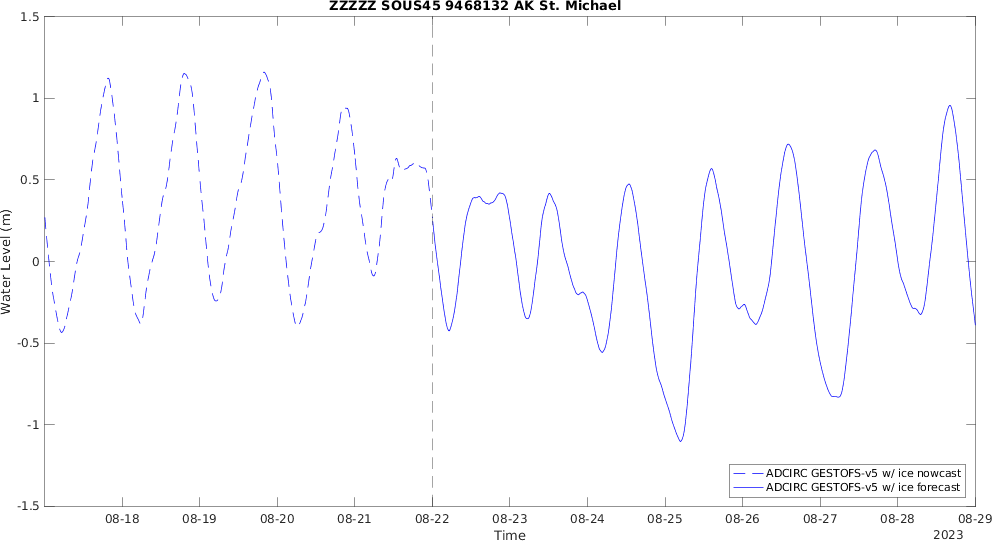 ZZZZZ SOUS45 9468132 AK St. Michael
1.5
1
0.5
0
-0.5
-1
-1.5
Water Level (m)
ADCIRC GESTOFS-v5 w/ ice nowcast
ADCIRC GESTOFS-v5 w/ ice forecast
08-18 08-19 08-20 08-21 08-22 08-23 08-24 08-25 08-26 08-27 08-28 08-29
Time
2023